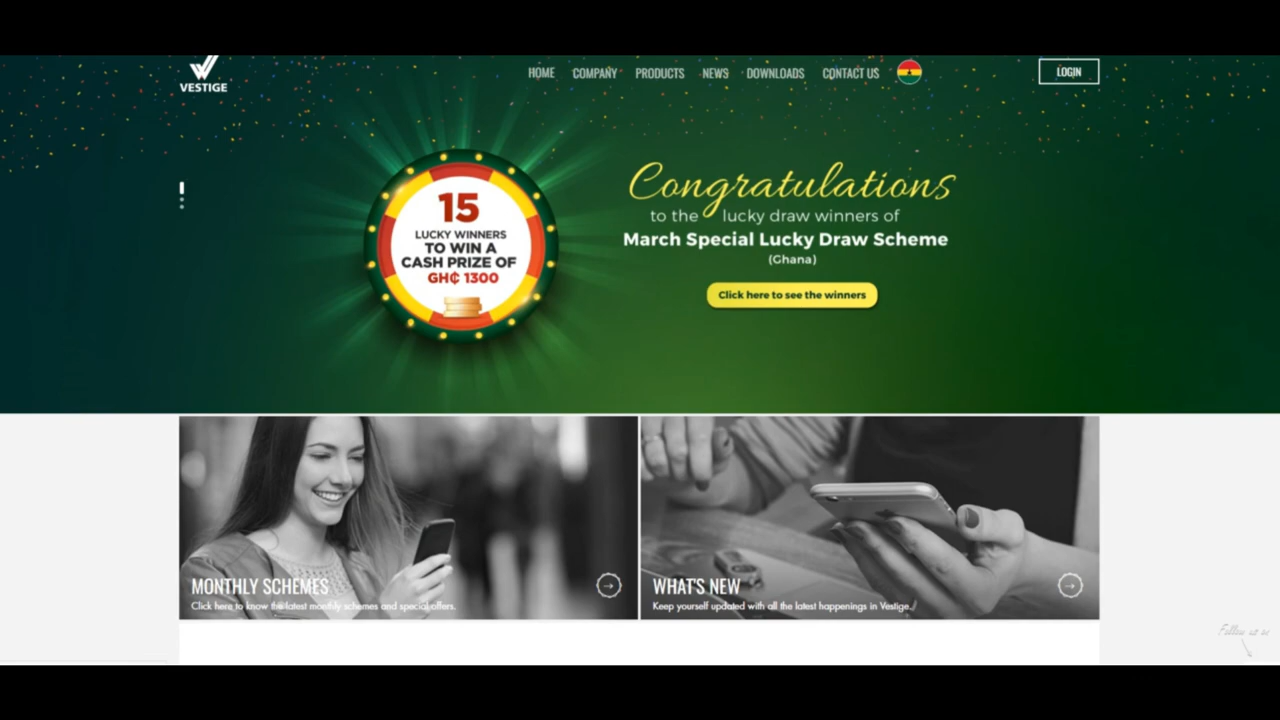 VESTIGE
HOME COMPANY PRODUCTS NEWS DOWNLOADS CONTACT US LOGIN
15
LUCKY WINNERS
TO WIN A
CASH PRIZE OF
GH₵ 1300
Congratulations
to the lucky draw winners of
March Special Lucky Draw Scheme
(Ghana)
Click here to see the winners
MONTHLY SCHEMES
Click here to know the latest monthly schemes and special offers.
WHAT'S NEW
Keep yourself updated with all the latest happenings in Vestige.
Follow us on